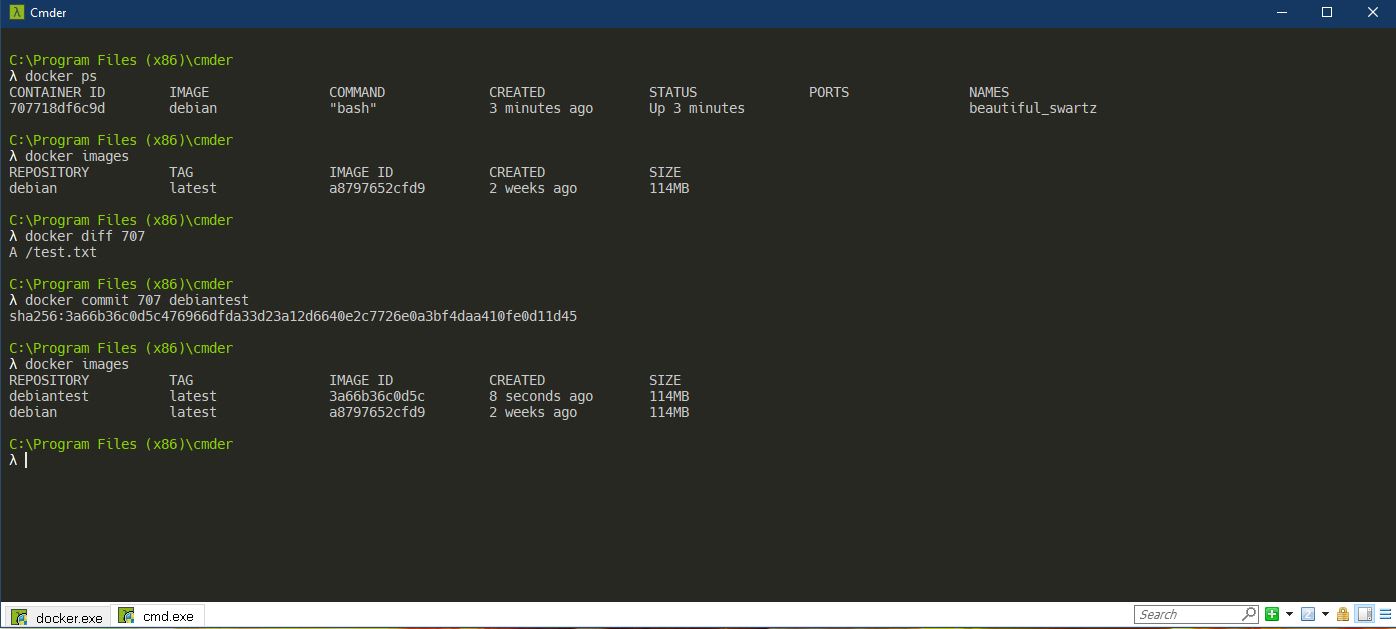 Cmder
C:\Program Files (x86)\cmder
λ docker ps
CONTAINER ID        IMAGE               COMMAND             CREATED             STATUS              PORTS               NAMES
707718df6c9d        debian              "bash"              3 minutes ago       Up 3 minutes                            beautiful_swartz
C:\Program Files (x86)\cmder
λ docker images
REPOSITORY          TAG                 IMAGE ID            CREATED             SIZE
debian              latest              a8797652cfd9        2 weeks ago         114MB
C:\Program Files (x86)\cmder
λ docker diff 707
A /test.txt
C:\Program Files (x86)\cmder
λ docker commit 707 debiantest
sha256:3a66b36c0d5c476966dfda33d23a12d6640e2c7726e0a3bf4daa410fe0d11d45
C:\Program Files (x86)\cmder
λ docker images
REPOSITORY          TAG                 IMAGE ID            CREATED             SIZE
debiantest          latest              3a66b36c0d5c        8 seconds ago       114MB
debian              latest              a8797652cfd9        2 weeks ago         114MB
C:\Program Files (x86)\cmder
λ
docker.exe cmd.exe Search